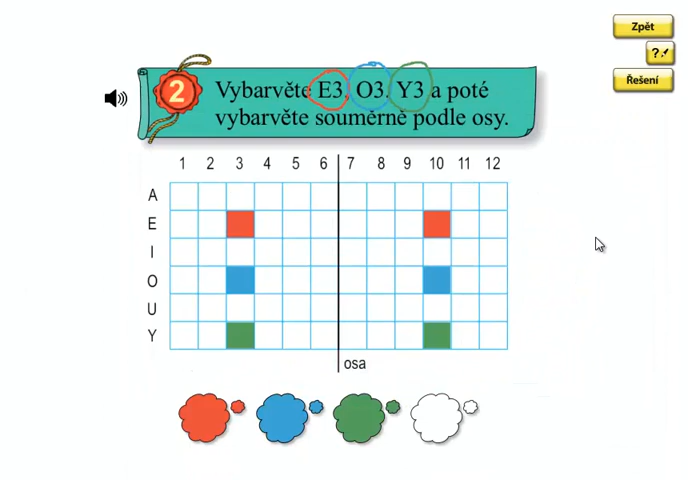 Zpět
?
Řešení
2
Vybarvěte E3, O3. Y3 a poté
vybarvěte souměrně podle osy.
1 2 3 4 5 6 7 8 9 10 11 12
A
E
I
O
U
Y
osa